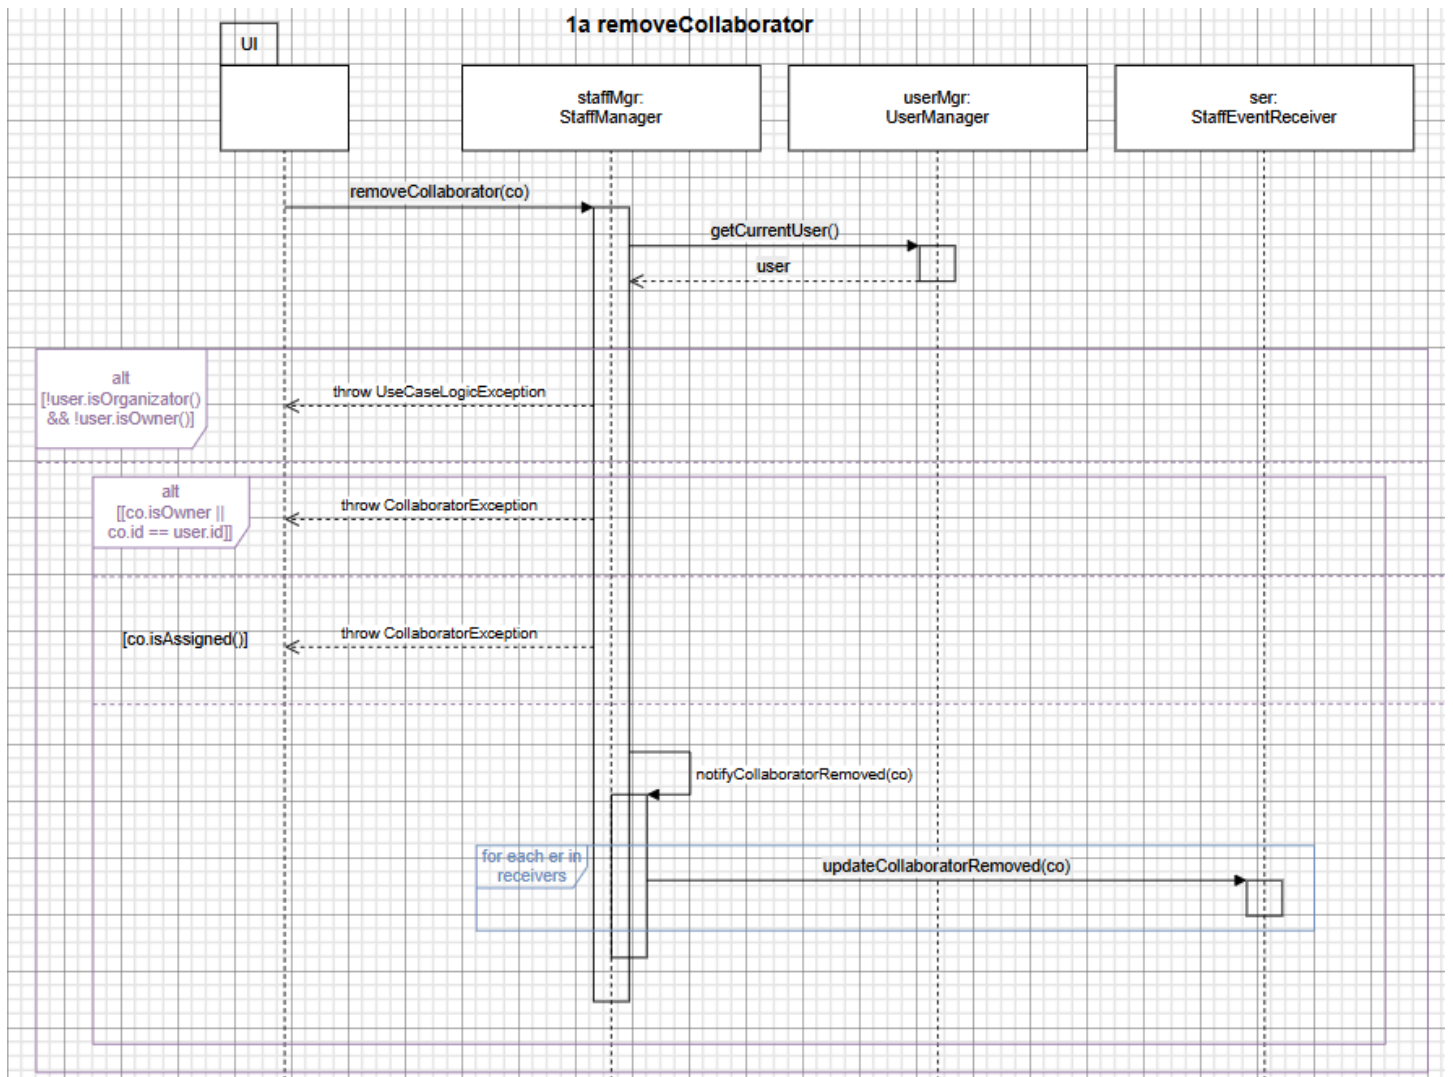 1a removeCollaborator
UI
staffMgr:
StaffManager
userMgr:
UserManager
ser:
StaffEventReceiver
removeCollaborator(co)
getCurrentUser()
user
alt
[!user.isOrganizator()
&& !user.isOwner()]
throw UseCaseLogicException
alt
[[co.isOwner ||
co.id == user.id]]
throw CollaboratorException
[co.isAssigned()]
throw CollaboratorException
notifyCollaboratorRemoved(co)
for each er in
receivers
updateCollaboratorRemoved(co)